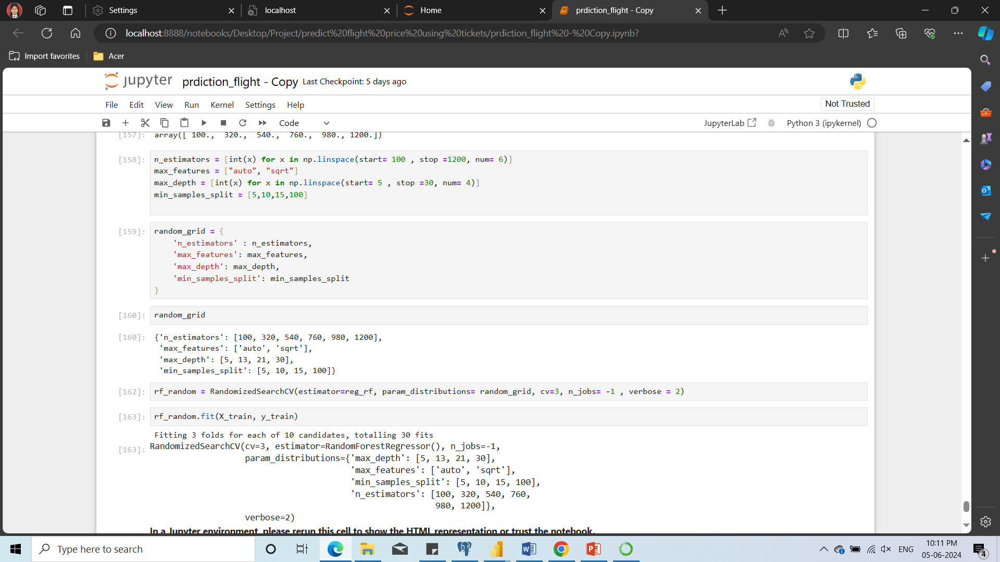 Settings
localhost
Home
prdiction_flight - Copy
localhost:8888/notebooks/Desktop/Project/predict%20flight%20price%20using%20tickets/prdiction_flight%20-%20Copy.ipynb?
Import favorites
Acer
jupyter
prdiction_flight - Copy
Last Checkpoint: 5 days ago
File Edit View Run Kernel Settings Help
Not Trusted
Code
JupyterLab
Python 3 (ipykernel)
[157]: array([ 100., 320., 540., 760., 980., 1200.])
[158]: n_estimators = [int(x) for x in np.linspace(start= 100 , stop =1200, num= 6)]
max_features = ["auto", "sqrt"]
max_depth = [int(x) for x in np.linspace(start= 5 , stop =30, num= 4)]
min_samples_split = [5,10,15,100]
[159]: random_grid = {
'n_estimators' : n_estimators,
'max_features': max_features,
'max_depth': max_depth,
'min_samples_split': min_samples_split
}
[160]: random_grid
[160]: {'n_estimators': [100, 320, 540, 760, 980, 1200],
'max_features': ['auto', 'sqrt'],
'max_depth': [5, 13, 21, 30],
'min_samples_split': [5, 10, 15, 100]}
[162]: rf_random = RandomizedSearchCV(estimator=reg_rf, param_distributions= random_grid, cv=3, n_jobs= -1 , verbose = 2)
[163]: rf_random.fit(X_train, y_train)
Fitting 3 folds for each of 10 candidates, totalling 30 fits
[163]: RandomizedSearchCV(cv=3, estimator=RandomForestRegressor(), n_jobs=-1,
param_distributions={'max_depth': [5, 13, 21, 30],
'max_features': ['auto', 'sqrt'],
'min_samples_split': [5, 10, 15, 100],
'n_estimators': [100, 320, 540, 760,
980, 1200]},
verbose=2)
In a Jupyter environment, please rerun this cell to show the HTML representation or trust the notebook.
Type here to search
ENG
10:11 PM
05-06-2024
4